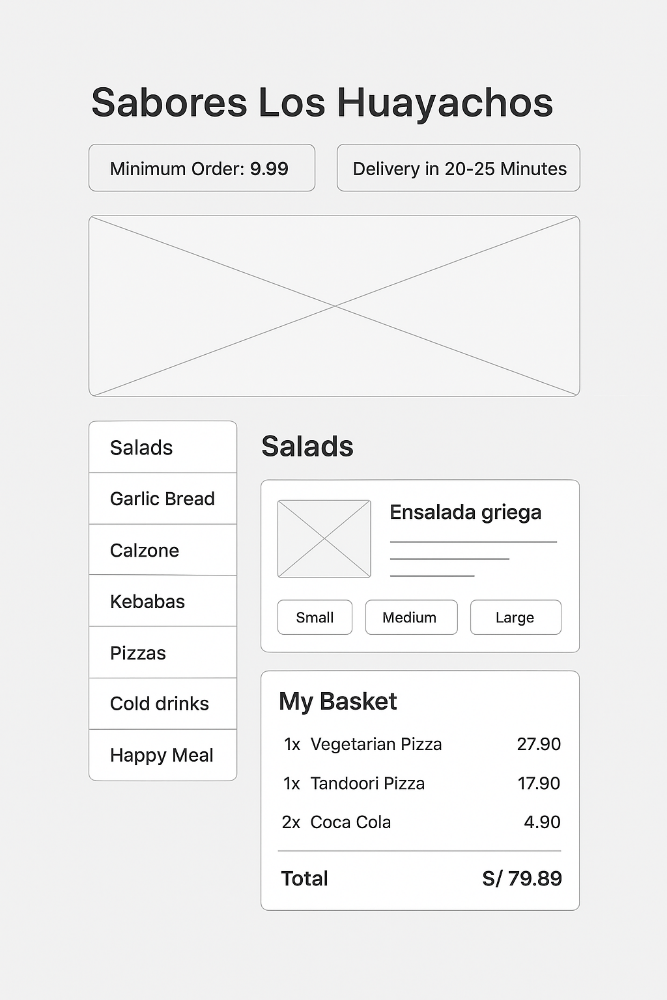 Sabores Los Huayachos
Minimum Order: 9.99
Delivery in 20-25 Minutes
Salads
Garlic Bread
Calzone
Kebabas
Pizzas
Cold drinks
Happy Meal
Salads
Ensalada griega
Small
Medium
Large
My Basket
1x Vegetarian Pizza 27.90
1x Tandoori Pizza 17.90
2x Coca Cola 4.90
Total S/ 79.89